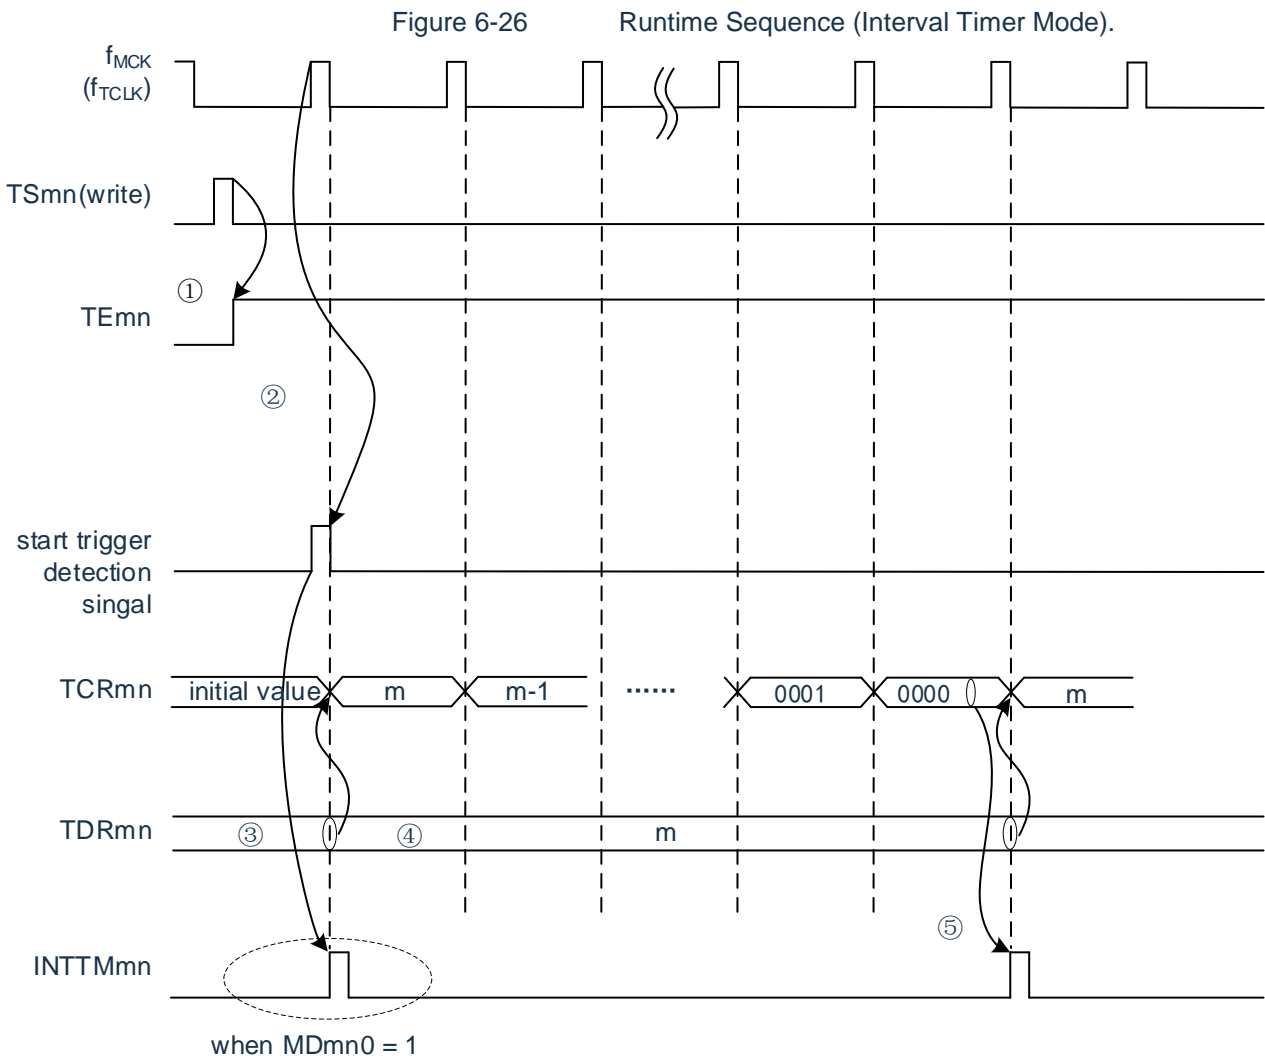 Figure 6-26 Runtime Sequence (Interval Timer Mode).
fMCK
(fTCLK)
TSmn(write)
①
TEmn
②
start trigger
detection
singal
TCRmn initial value m m-1 ...... 0001 0000 m
TDRmn ③ ④ m
⑤
INTTMmn
when MDmn0 = 1